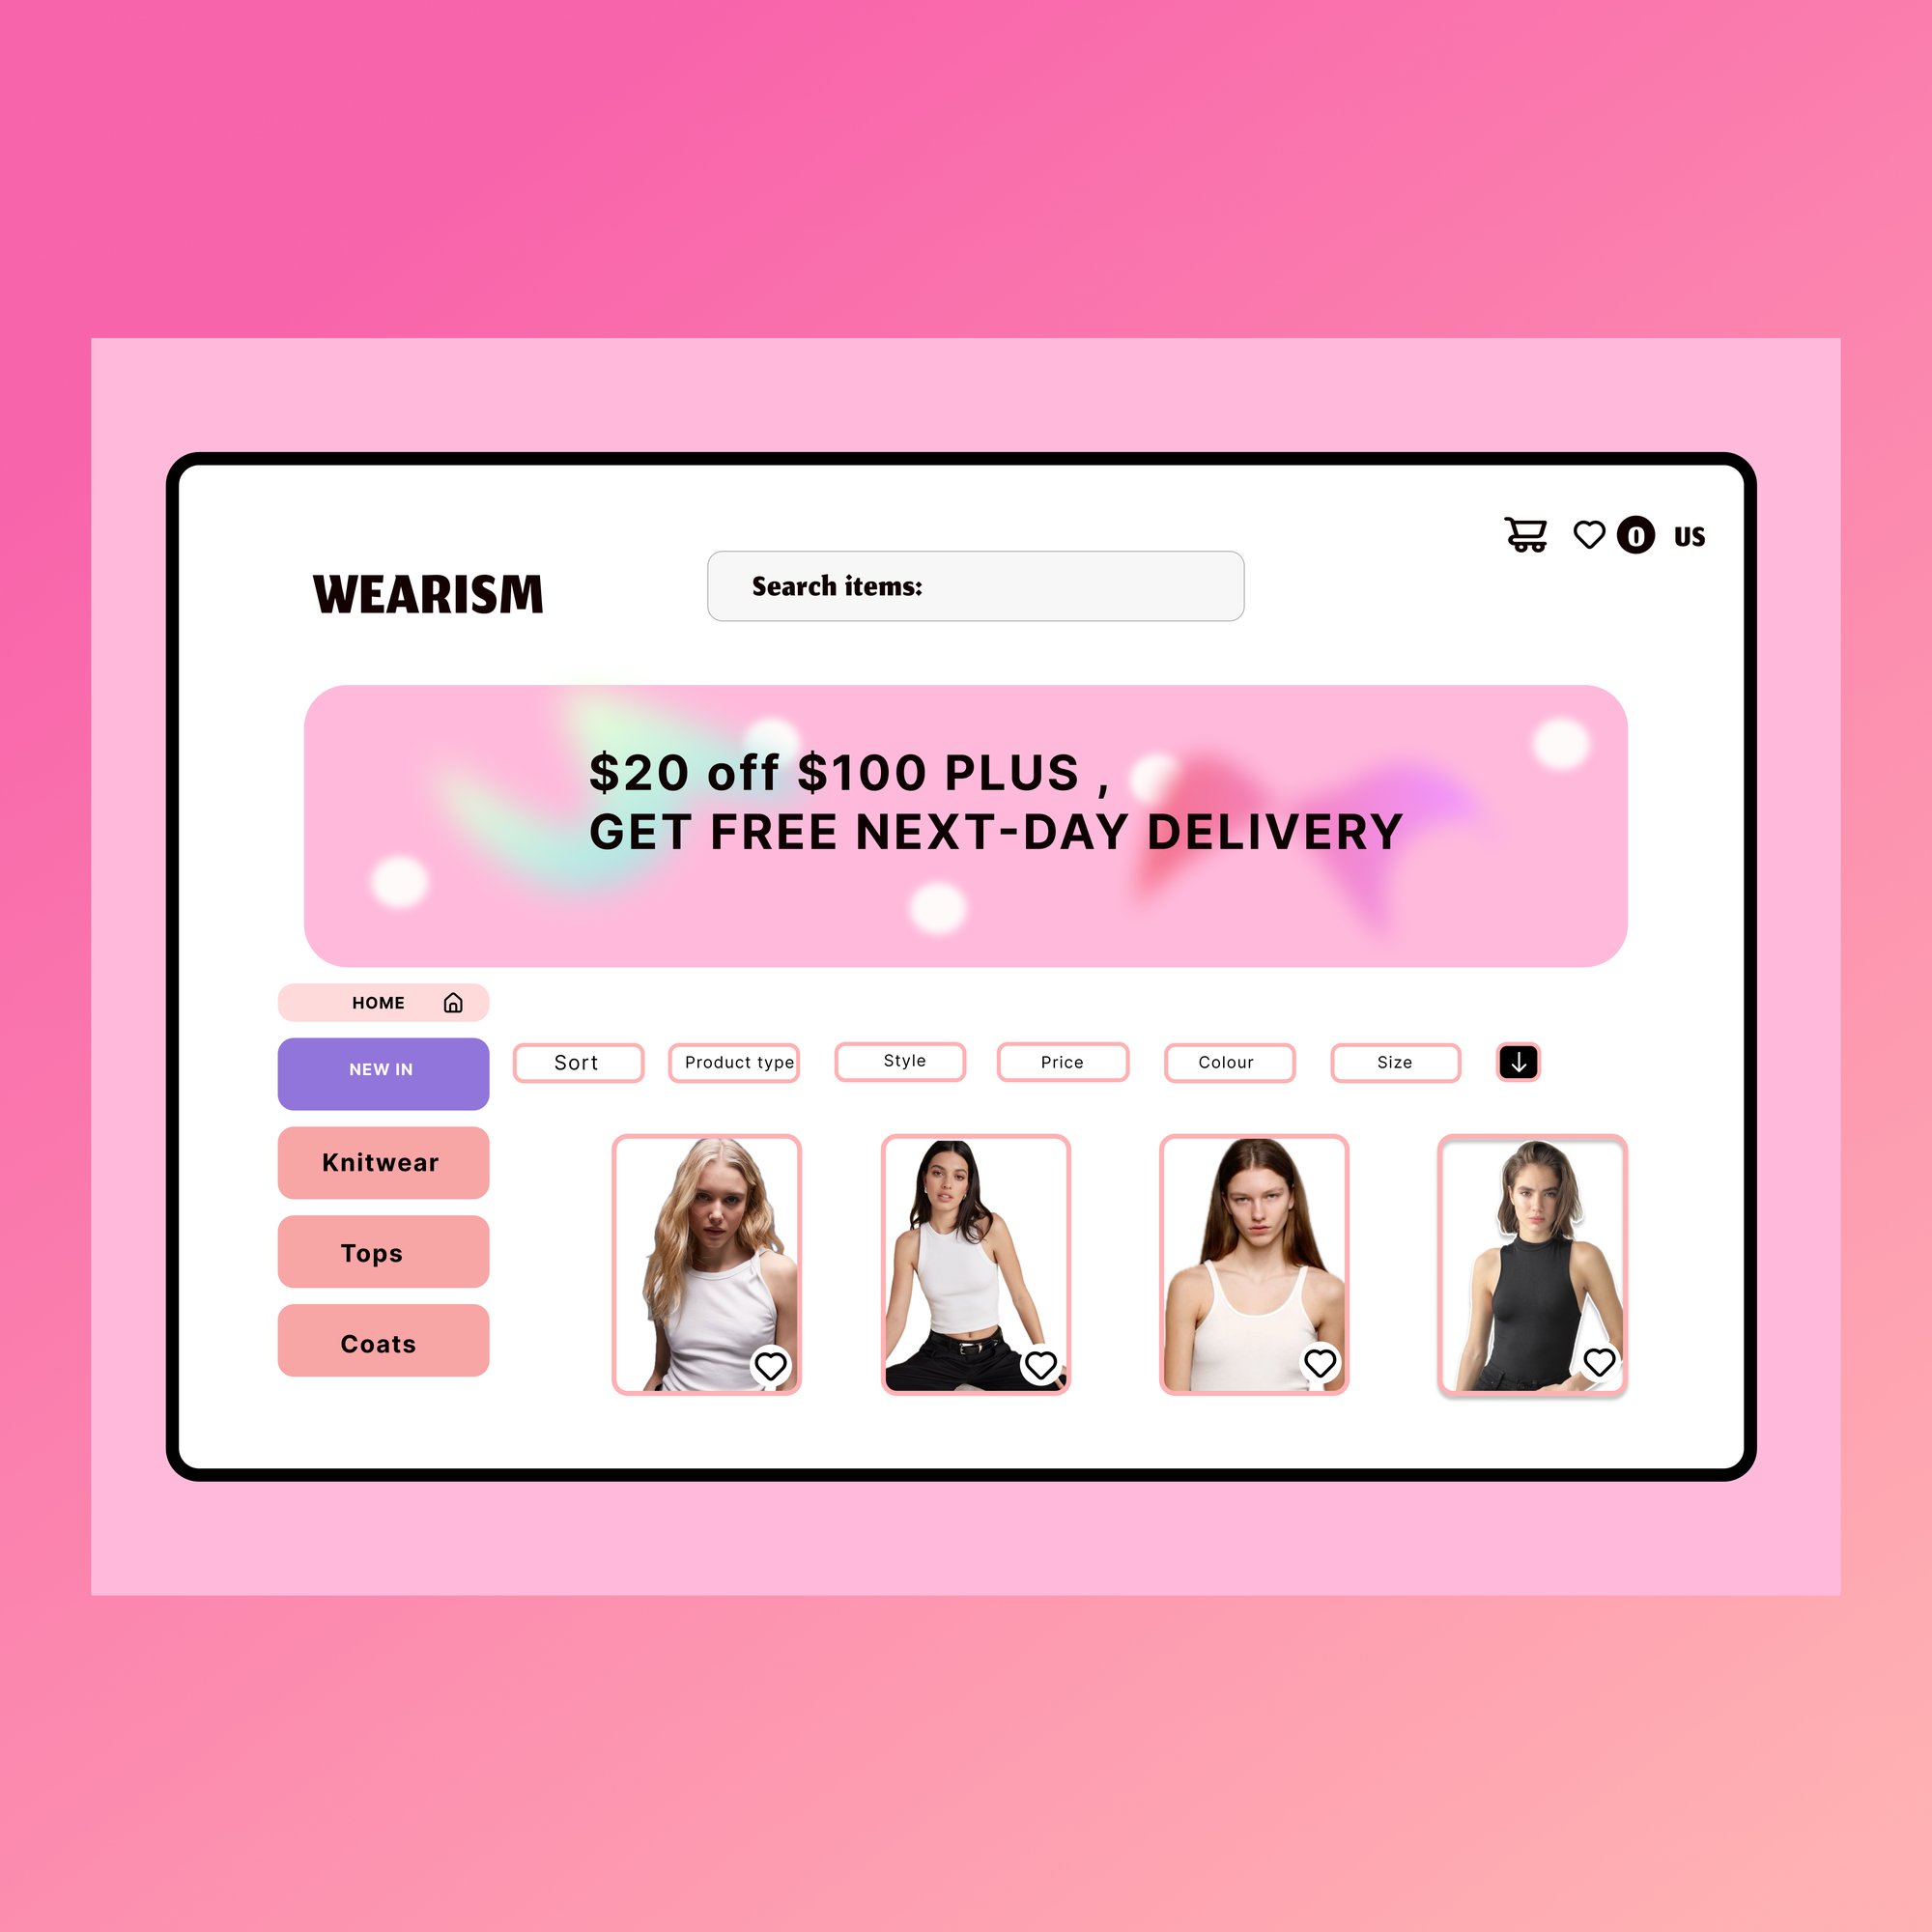 0 US
WEARISM
Search items:
$20 off $100 PLUS ,
GET FREE NEXT-DAY DELIVERY
HOME
NEW IN
Knitwear
Tops
Coats
Sort Product type Style Price Colour Size